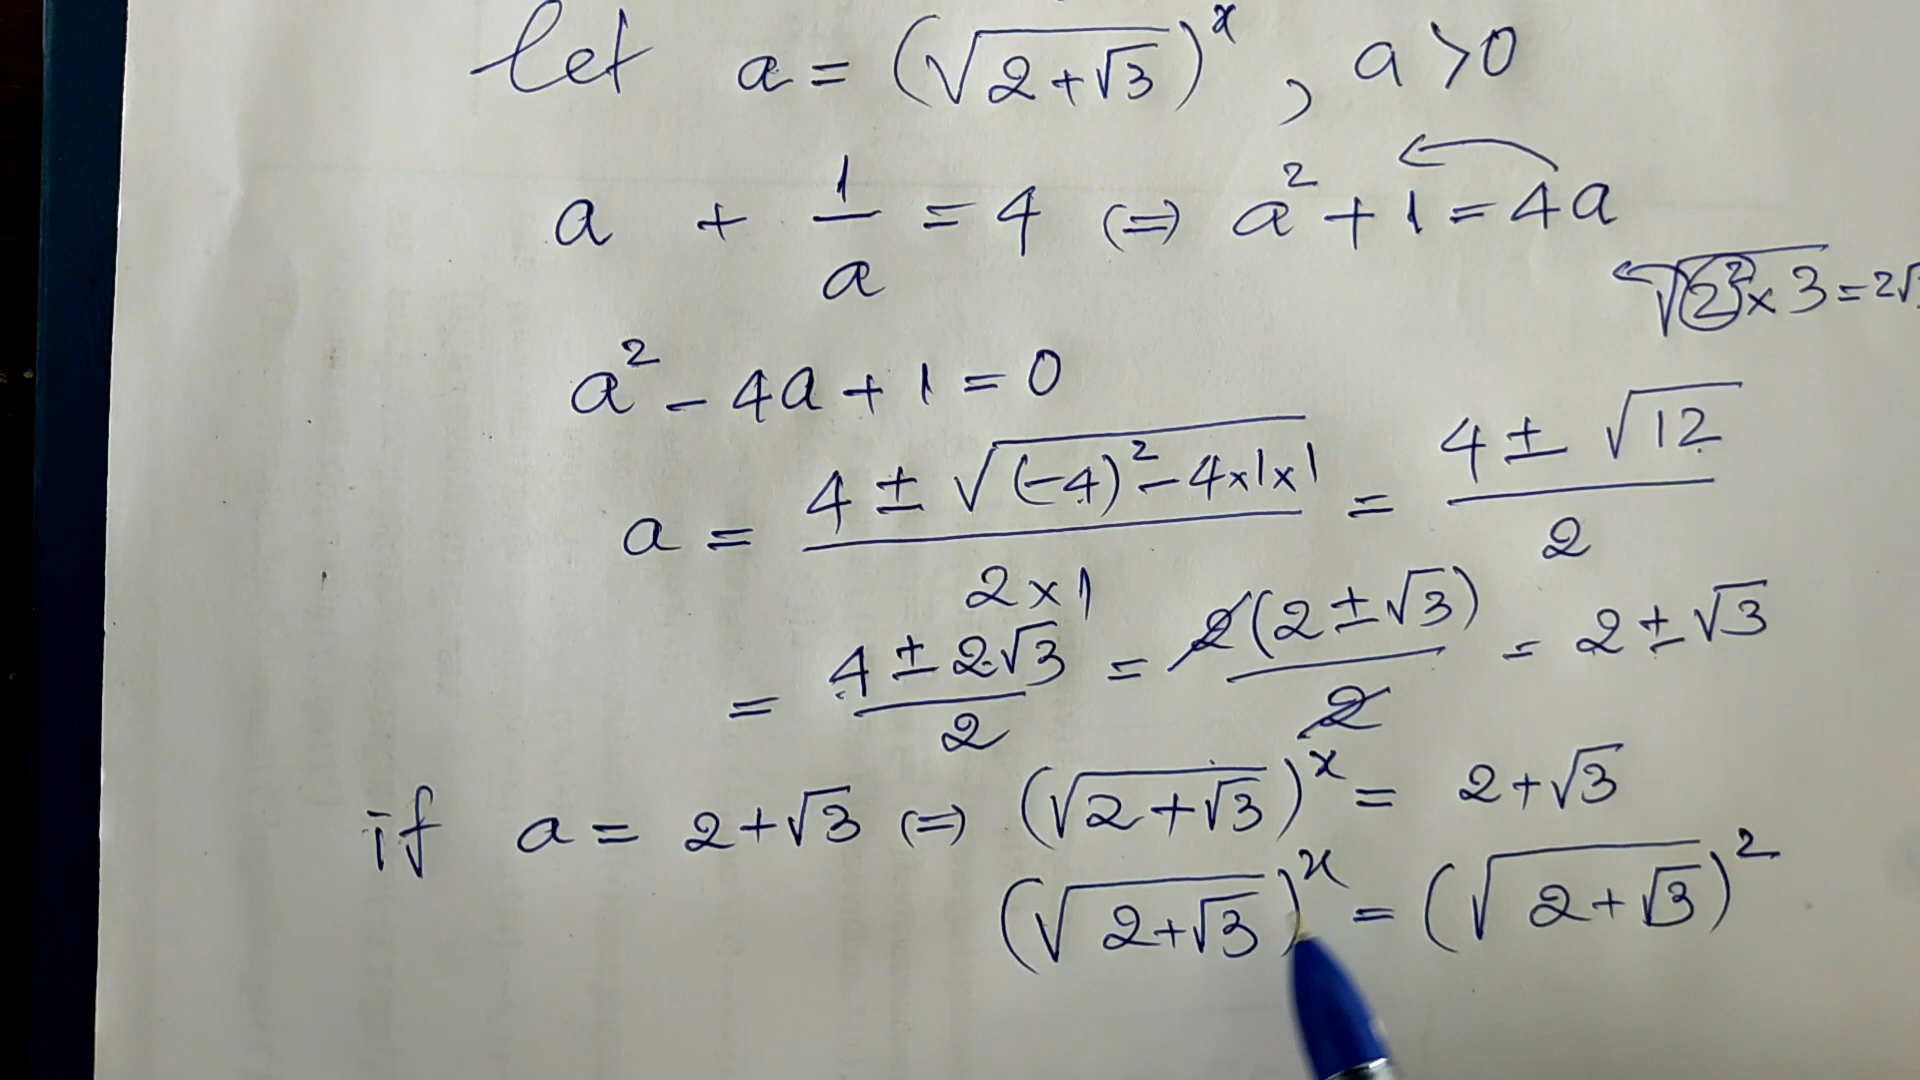 let a = (√(2+√3))ˣ , a > 0
a + 1/a = 4 (=) a² + 1 = 4a
√(2² × 3) = 2√
a² - 4a + 1 = 0
a = (4 ± √((-4)² - 4×1×1))/(2×1) = (4 ± √12)/2
= (4 ± 2√3)/2 = 2(2 ± √3)/2 = 2 ± √3
if a = 2+√3 (=) (√(2+√3))ˣ = 2+√3
(√(2+√3))ˣ = (√(2+√3))²